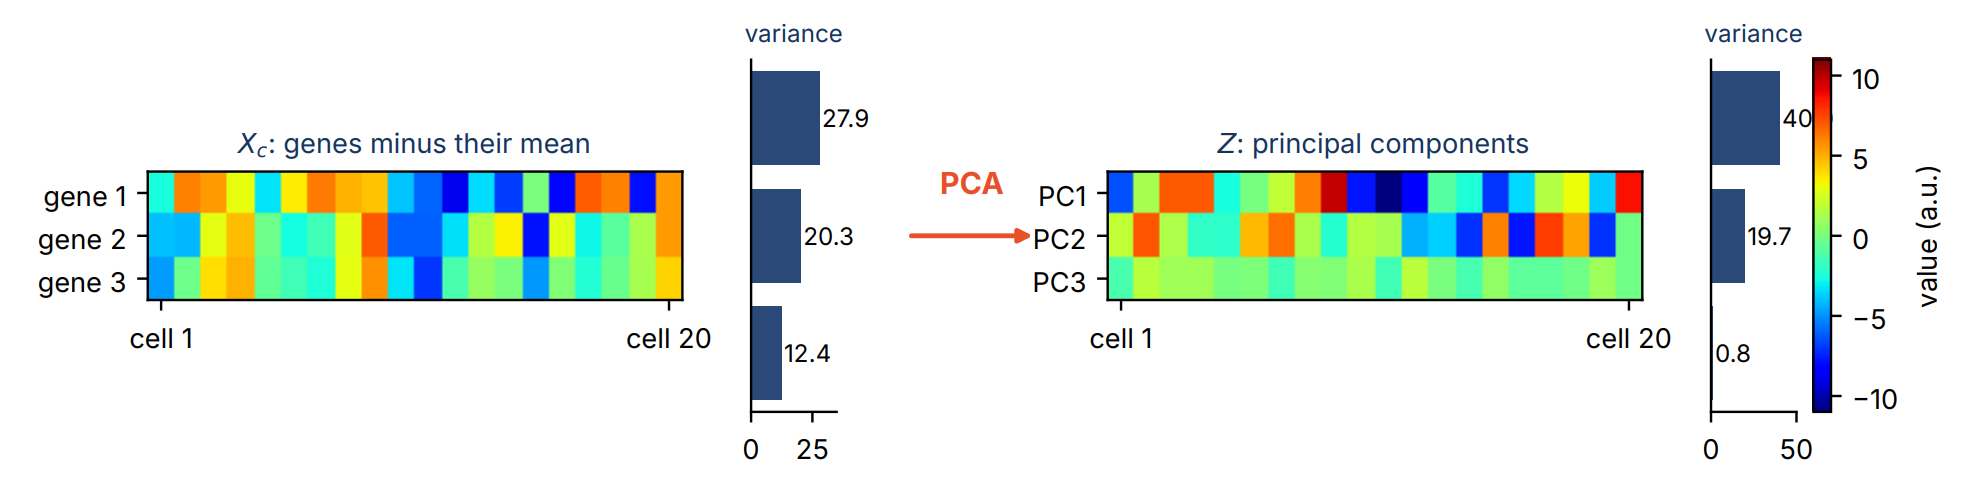 variance
27.9
20.3
12.4
0 25
X_c: genes minus their mean
gene 1
gene 2
gene 3
cell 1 cell 20
PCA
Z: principal components
PC1
PC2
PC3
cell 1 cell 20
variance
40
19.7
0.8
0 50
10
5
0
−5
−10
value (a.u.)